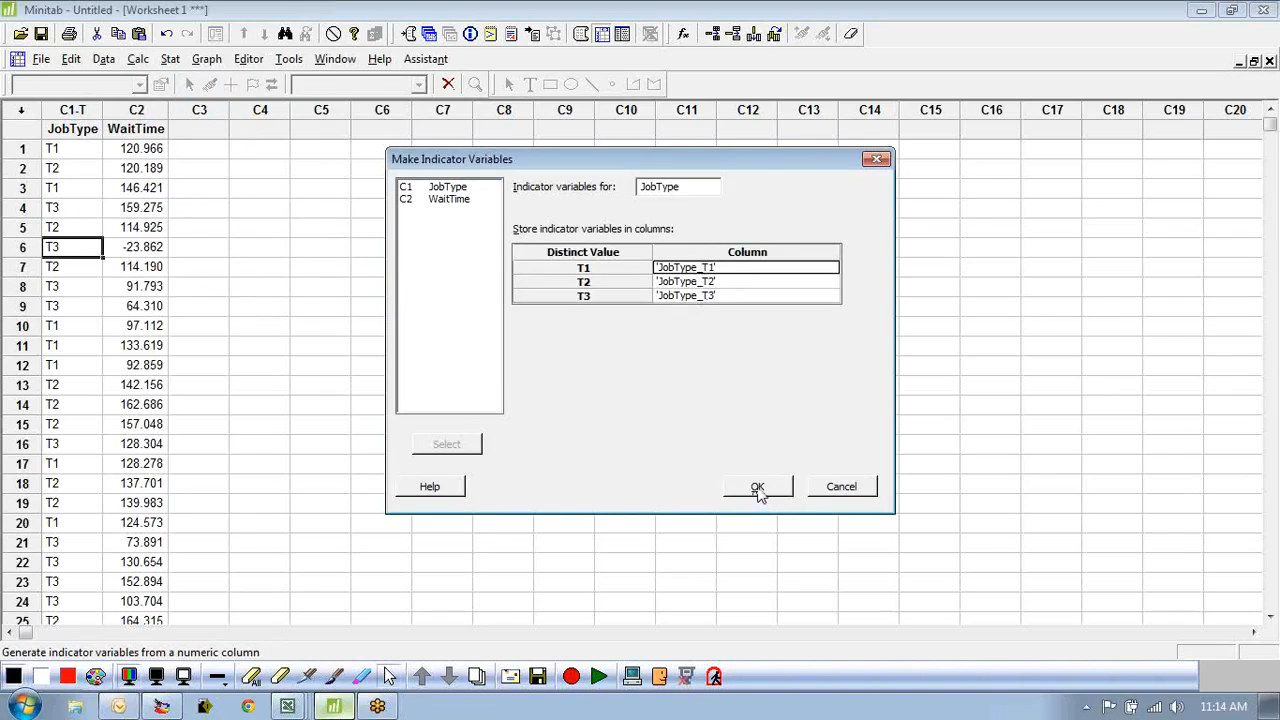 Minitab - Untitled - [Worksheet 1 ***]
File Edit Data Calc Stat Graph Editor Tools Window Help Assistant
C1-T C2 C3 C4 C5 C6 C7 C8 C9 C10 C11 C12 C13 C14 C15 C16 C17 C18 C19 C20
JobType WaitTime
1 T1 120.966
2 T2 120.189
3 T1 146.421
4 T3 159.275
5 T2 114.925
6 T3 -23.862
7 T2 114.190
8 T3 91.793
9 T3 64.310
10 T1 97.112
11 T1 133.619
12 T1 92.859
13 T2 142.156
14 T2 162.686
15 T2 157.048
16 T3 128.304
17 T1 128.278
18 T2 137.701
19 T2 139.983
20 T1 124.573
21 T3 73.891
22 T3 130.654
23 T3 152.894
24 T3 103.704
25 T2 164.315
Make Indicator Variables
C1 JobType
C2 WaitTime
Indicator variables for: JobType
Store indicator variables in columns:
Distinct Value Column
T1 'JobType_T1'
T2 'JobType_T2'
T3 'JobType_T3'
Select
Help OK Cancel
Generate indicator variables from a numeric column
11:14 AM